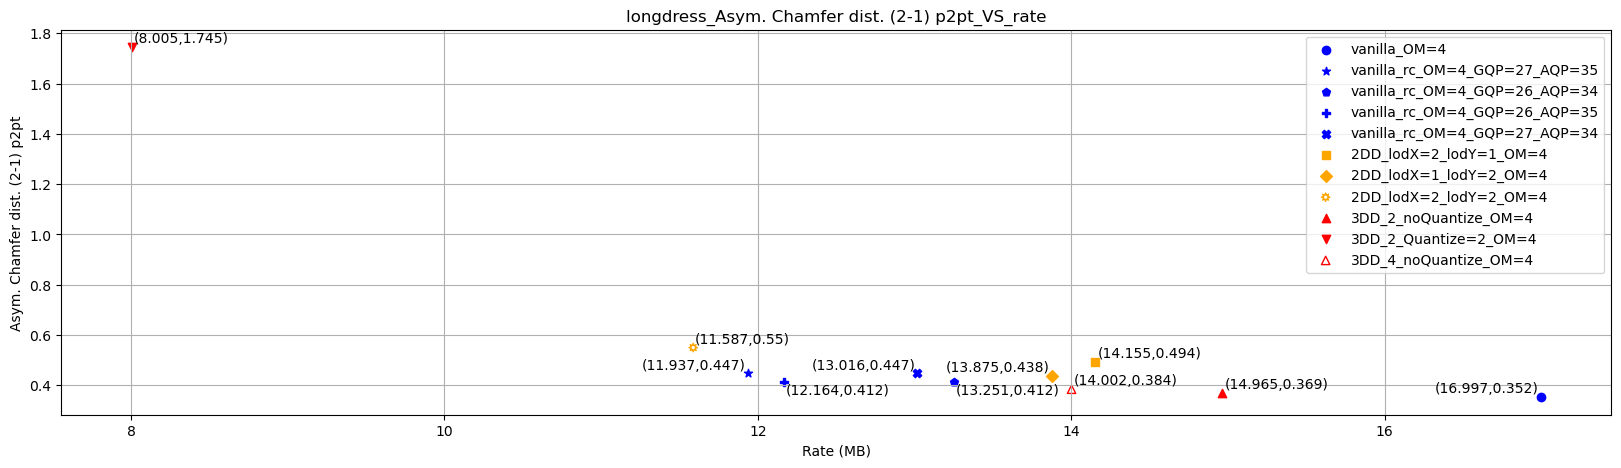 longdress_Asym. Chamfer dist. (2-1) p2pt_VS_rate
Asym. Chamfer dist. (2-1) p2pt
1.8
1.6
1.4
1.2
1.0
0.8
0.6
0.4
(8.005,1.745)
(11.587,0.55)
(11.937,0.447)
(12.164,0.412)
(13.016,0.447)
(13.251,0.412)
(13.875,0.438)
(14.155,0.494)
(14.002,0.384)
(14.965,0.369)
(16.997,0.352)
vanilla_OM=4
vanilla_rc_OM=4_GQP=27_AQP=35
vanilla_rc_OM=4_GQP=26_AQP=34
vanilla_rc_OM=4_GQP=26_AQP=35
vanilla_rc_OM=4_GQP=27_AQP=34
2DD_lodX=2_lodY=1_OM=4
2DD_lodX=1_lodY=2_OM=4
2DD_lodX=2_lodY=2_OM=4
3DD_2_noQuantize_OM=4
3DD_2_Quantize=2_OM=4
3DD_4_noQuantize_OM=4
8
10
12
14
16
Rate (MB)